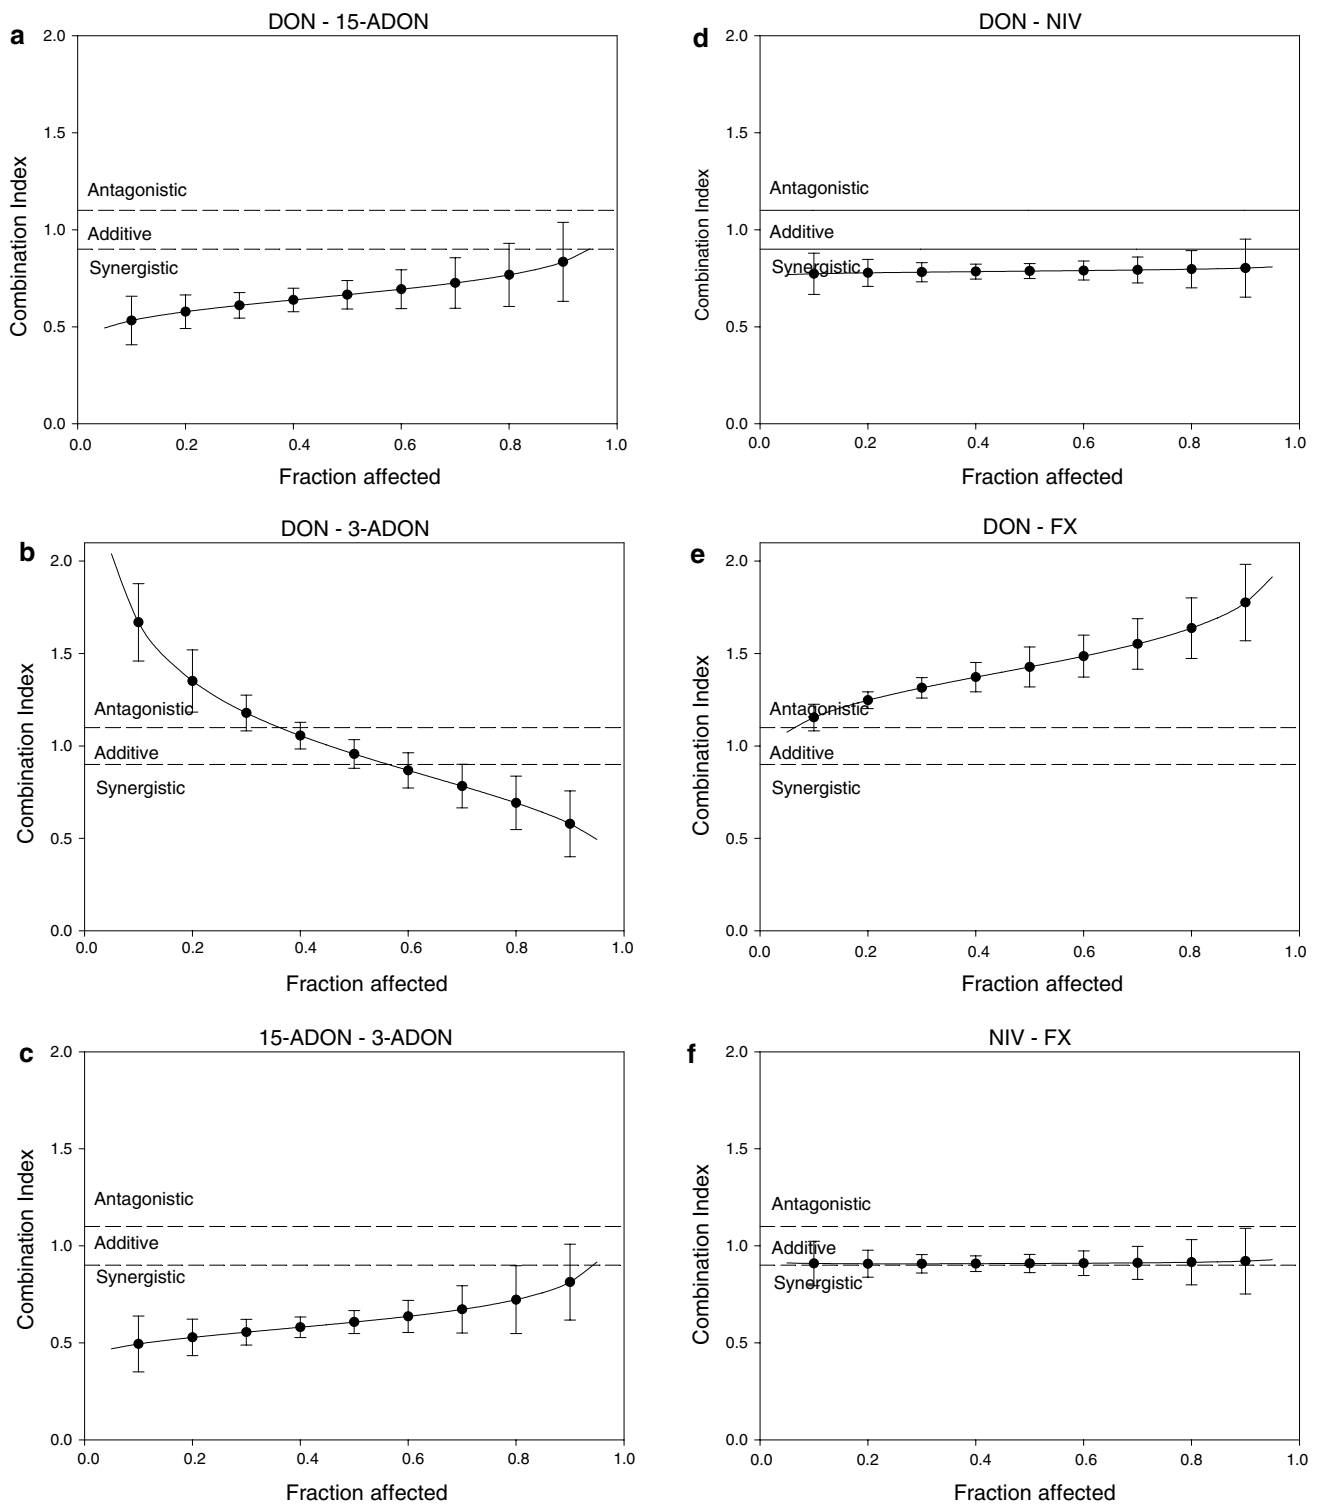 a
DON - 15-ADON
2.0
1.5
1.0
0.5
0.0
Combination Index
Antagonistic
Additive
Synergistic
0.0 0.2 0.4 0.6 0.8 1.0
Fraction affected
d
DON - NIV
2.0
1.5
1.0
0.5
0.0
Combination Index
Antagonistic
Additive
Synergistic
0.0 0.2 0.4 0.6 0.8 1.0
Fraction affected
b
DON - 3-ADON
2.0
1.5
1.0
0.5
0.0
Combination Index
Antagonistic
Additive
Synergistic
0.0 0.2 0.4 0.6 0.8 1.0
Fraction affected
e
DON - FX
2.0
1.5
1.0
0.5
0.0
Combination Index
Antagonistic
Additive
Synergistic
0.0 0.2 0.4 0.6 0.8 1.0
Fraction affected
c
15-ADON - 3-ADON
2.0
1.5
1.0
0.5
0.0
Combination Index
Antagonistic
Additive
Synergistic
0.0 0.2 0.4 0.6 0.8 1.0
Fraction affected
f
NIV - FX
2.0
1.5
1.0
0.5
0.0
Combination Index
Antagonistic
Additive
Synergistic
0.0 0.2 0.4 0.6 0.8 1.0
Fraction affected